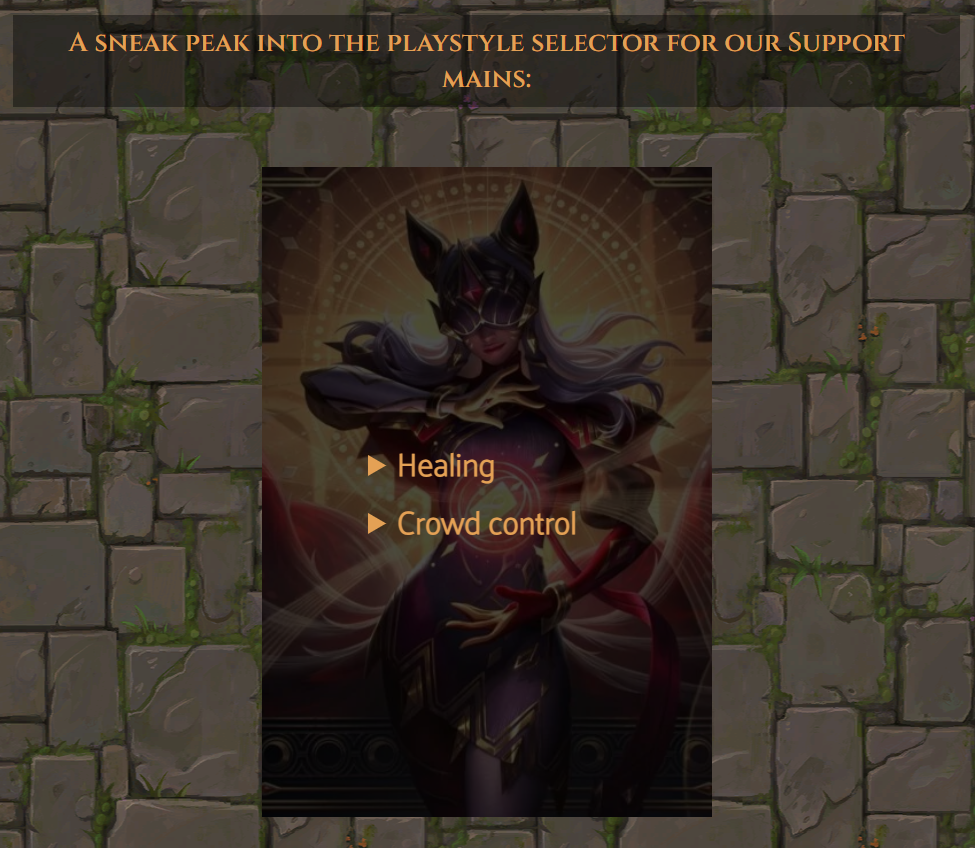 A sneak peak into the playstyle selector for our Support
mains:
Healing
Crowd control